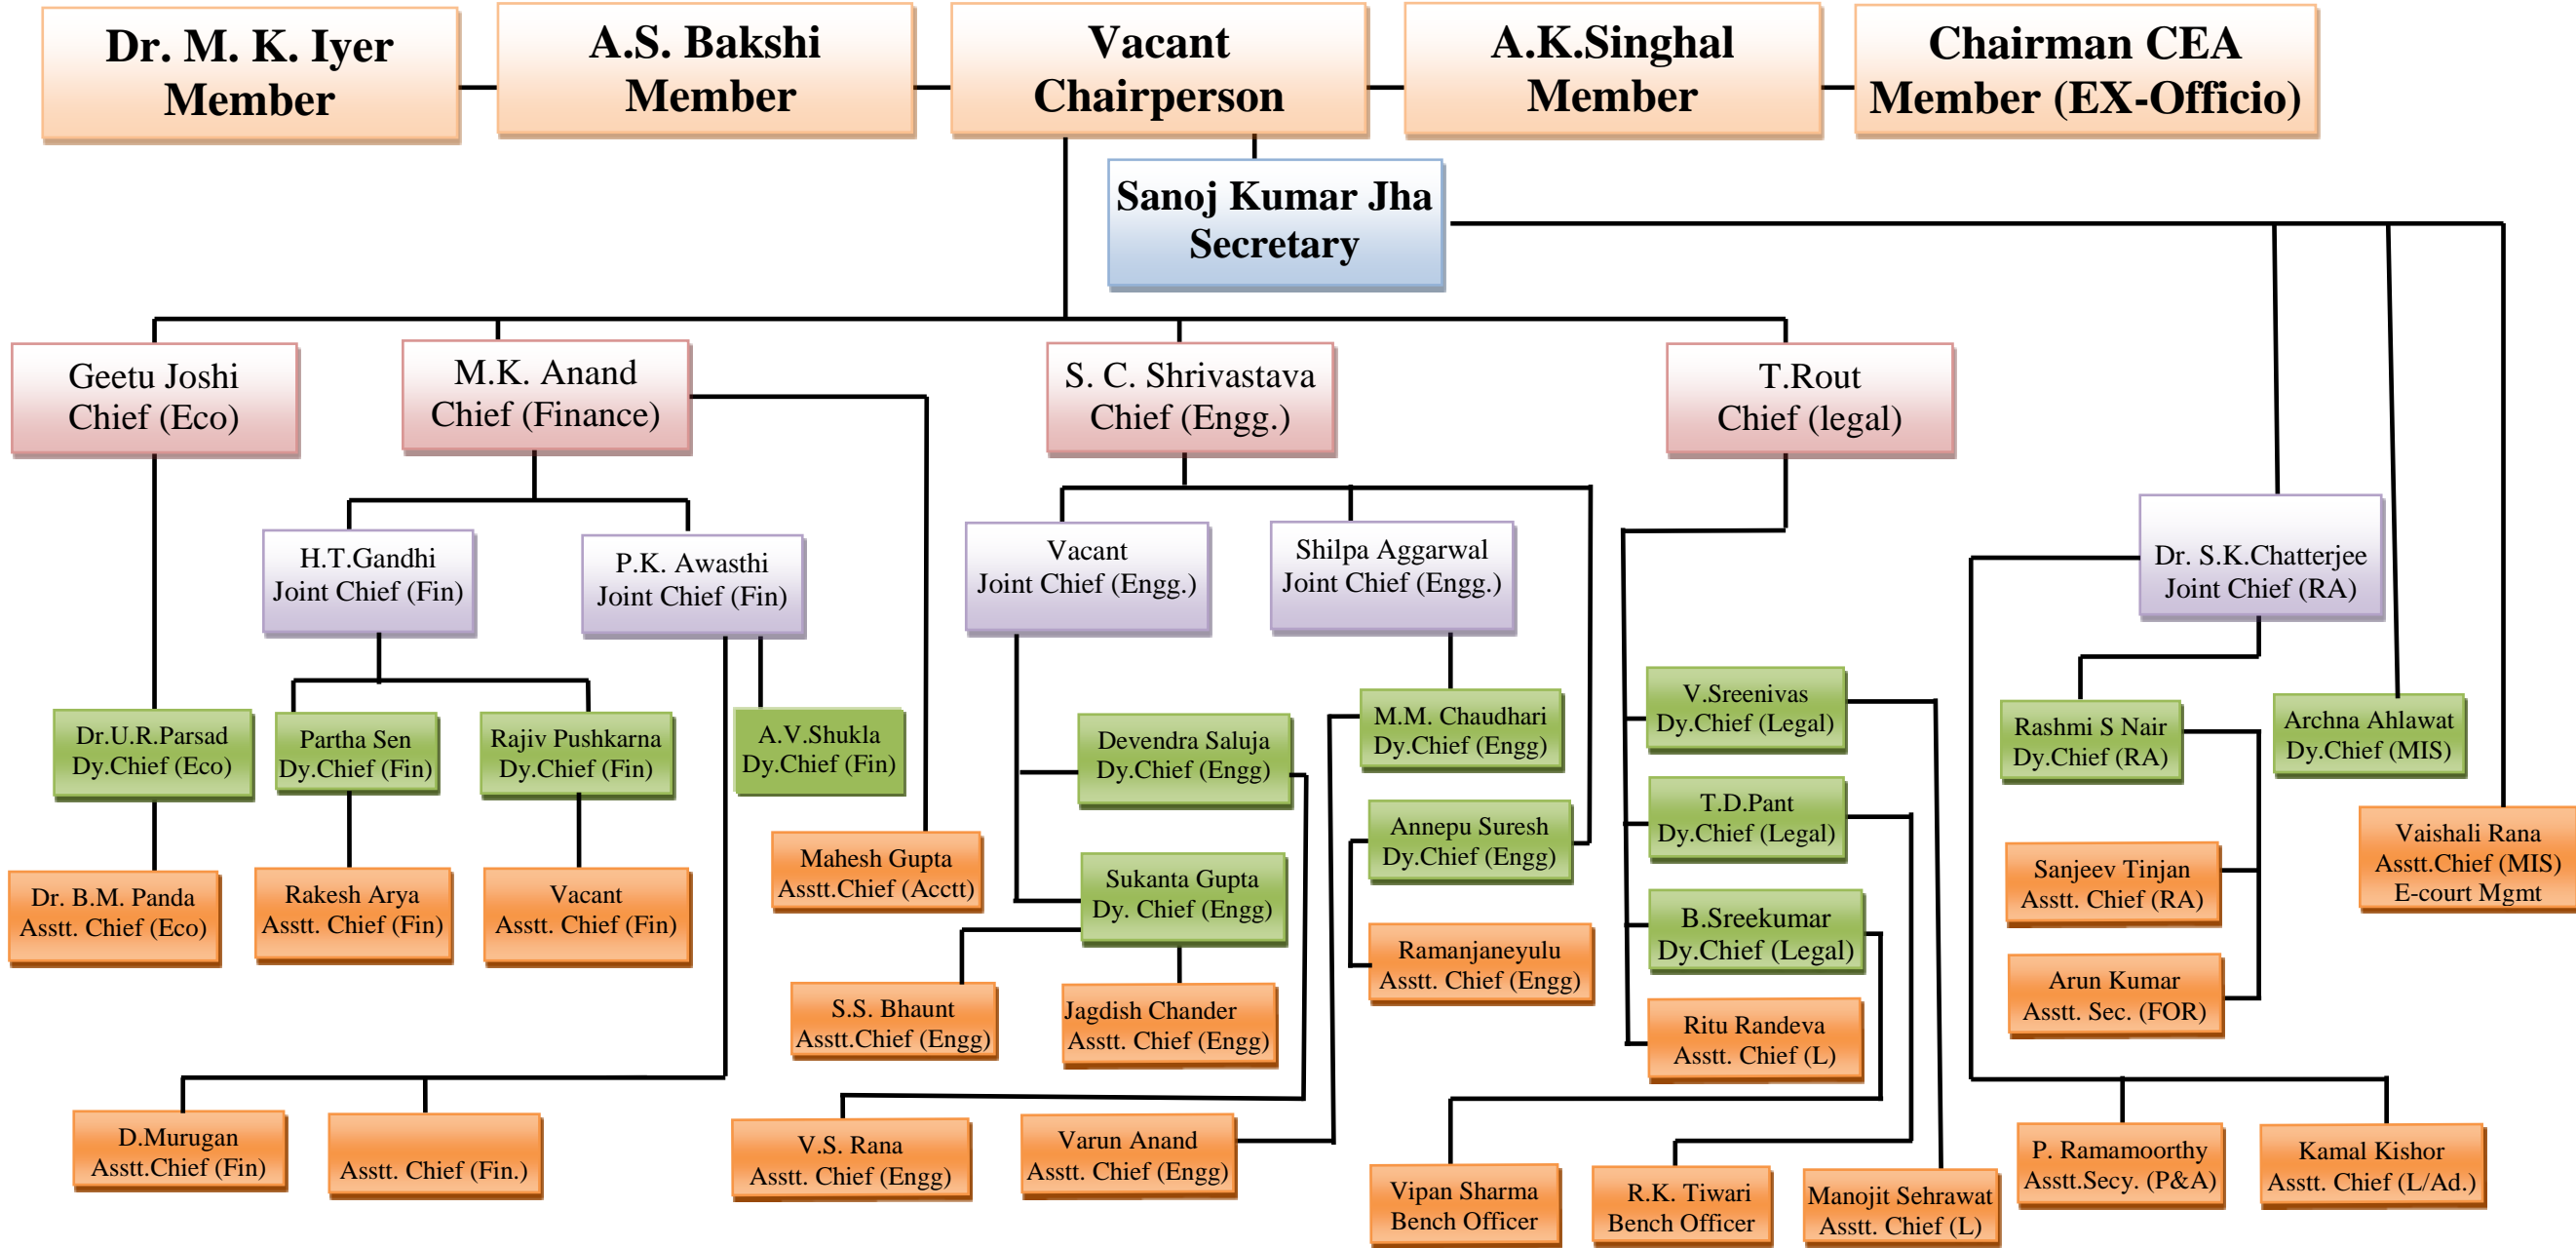 Dr. M. K. Iyer
Member
A.S. Bakshi
Member
Vacant
Chairperson
A.K.Singhal
Member
Chairman CEA
Member (EX-Officio)
Sanoj Kumar Jha
Secretary
Geetu Joshi
Chief (Eco)
M.K. Anand
Chief (Finance)
S. C. Shrivastava
Chief (Engg.)
T.Rout
Chief (legal)
H.T.Gandhi
Joint Chief (Fin)
P.K. Awasthi
Joint Chief (Fin)
Vacant
Joint Chief (Engg.)
Shilpa Aggarwal
Joint Chief (Engg.)
Dr. S.K.Chatterjee
Joint Chief (RA)
Dr.U.R.Parsad
Dy.Chief (Eco)
Partha Sen
Dy.Chief (Fin)
Rajiv Pushkarna
Dy.Chief (Fin)
A.V.Shukla
Dy.Chief (Fin)
Devendra Saluja
Dy.Chief (Engg)
M.M. Chaudhari
Dy.Chief (Engg)
V.Sreenivas
Dy.Chief (Legal)
Rashmi S Nair
Dy.Chief (RA)
Archna Ahlawat
Dy.Chief (MIS)
T.D.Pant
Dy.Chief (Legal)
Annepu Suresh
Dy.Chief (Engg)
Vaishali Rana
Asstt.Chief (MIS)
E-court Mgmt
Mahesh Gupta
Asstt.Chief (Acctt)
Sukanta Gupta
Dy. Chief (Engg)
Sanjeev Tinjan
Asstt. Chief (RA)
Dr. B.M. Panda
Asstt. Chief (Eco)
Rakesh Arya
Asstt. Chief (Fin)
Vacant
Asstt. Chief (Fin)
B.Sreekumar
Dy.Chief (Legal)
Ramanjaneyulu
Asstt. Chief (Engg)
Arun Kumar
Asstt. Sec. (FOR)
S.S. Bhaunt
Asstt.Chief (Engg)
Jagdish Chander
Asstt. Chief (Engg)
Ritu Randeva
Asstt. Chief (L)
D.Murugan
Asstt.Chief (Fin)
Asstt. Chief (Fin.)
V.S. Rana
Asstt. Chief (Engg)
Varun Anand
Asstt. Chief (Engg)
Vipan Sharma
Bench Officer
R.K. Tiwari
Bench Officer
Manojit Sehrawat
Asstt. Chief (L)
P. Ramamoorthy
Asstt.Secy. (P&A)
Kamal Kishor
Asstt. Chief (L/Ad.)